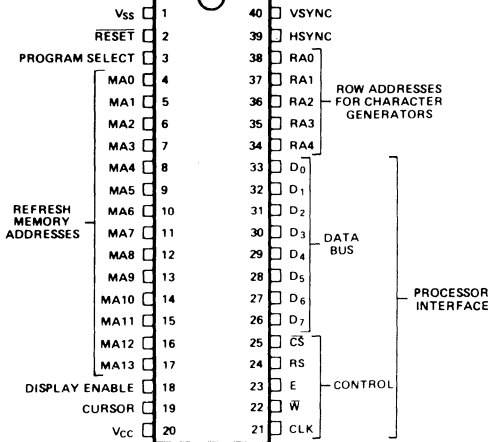 VSS 1 40 VSYNC
RESET 2 39 HSYNC
PROGRAM SELECT 3 38 RA0
MA0 4 37 RA1
MA1 5 36 RA2
MA2 6 35 RA3
MA3 7 34 RA4
ROW ADDRESSES
FOR CHARACTER
GENERATORS
MA4 8 33 D0
MA5 9 32 D1
MA6 10 31 D2
MA7 11 30 D3
MA8 12 29 D4
MA9 13 28 D5
MA10 14 27 D6
MA11 15 26 D7
REFRESH
MEMORY
ADDRESSES
DATA
BUS
PROCESSOR
INTERFACE
MA12 16 25 CS
MA13 17 24 RS
DISPLAY ENABLE 18 23 E
CONTROL
CURSOR 19 22 W
VCC 20 21 CLK